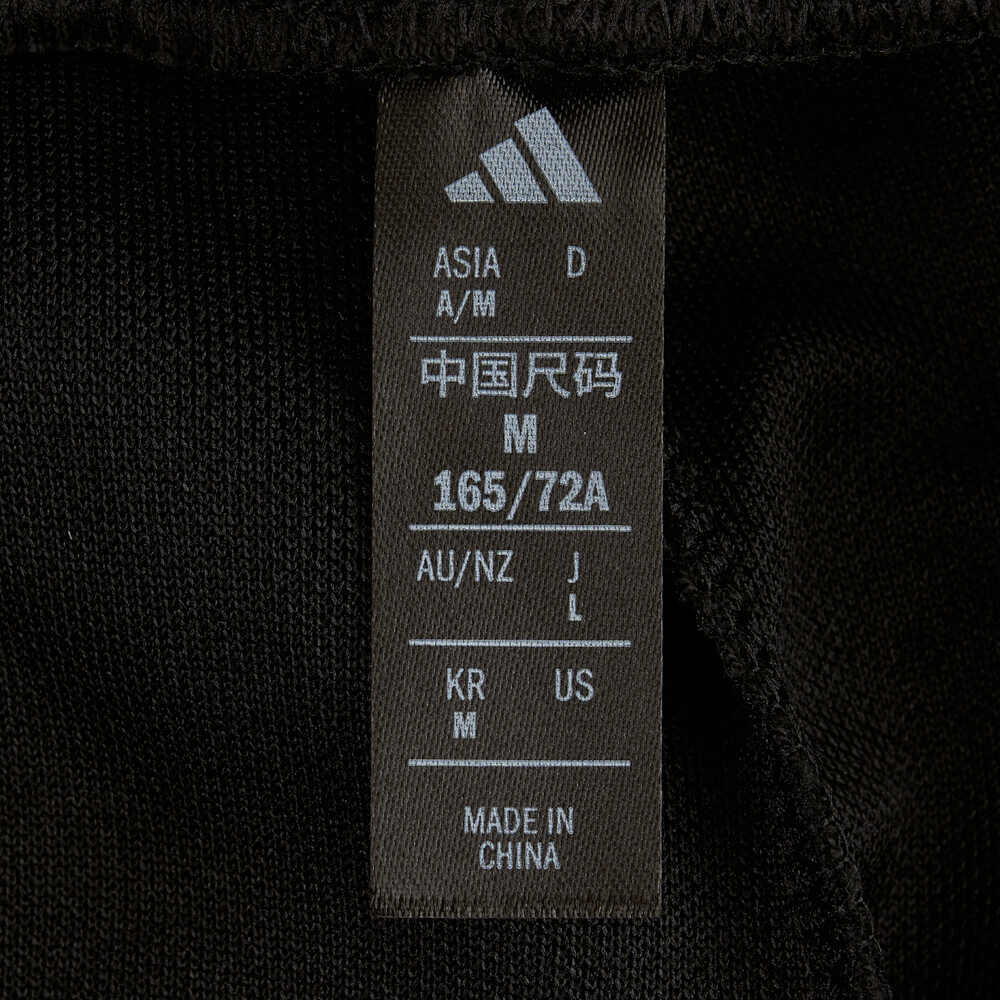 ASIA D
A/M
中国尺码
M
165/72A
AU/NZ J
L
KR US
M
MADE IN
CHINA